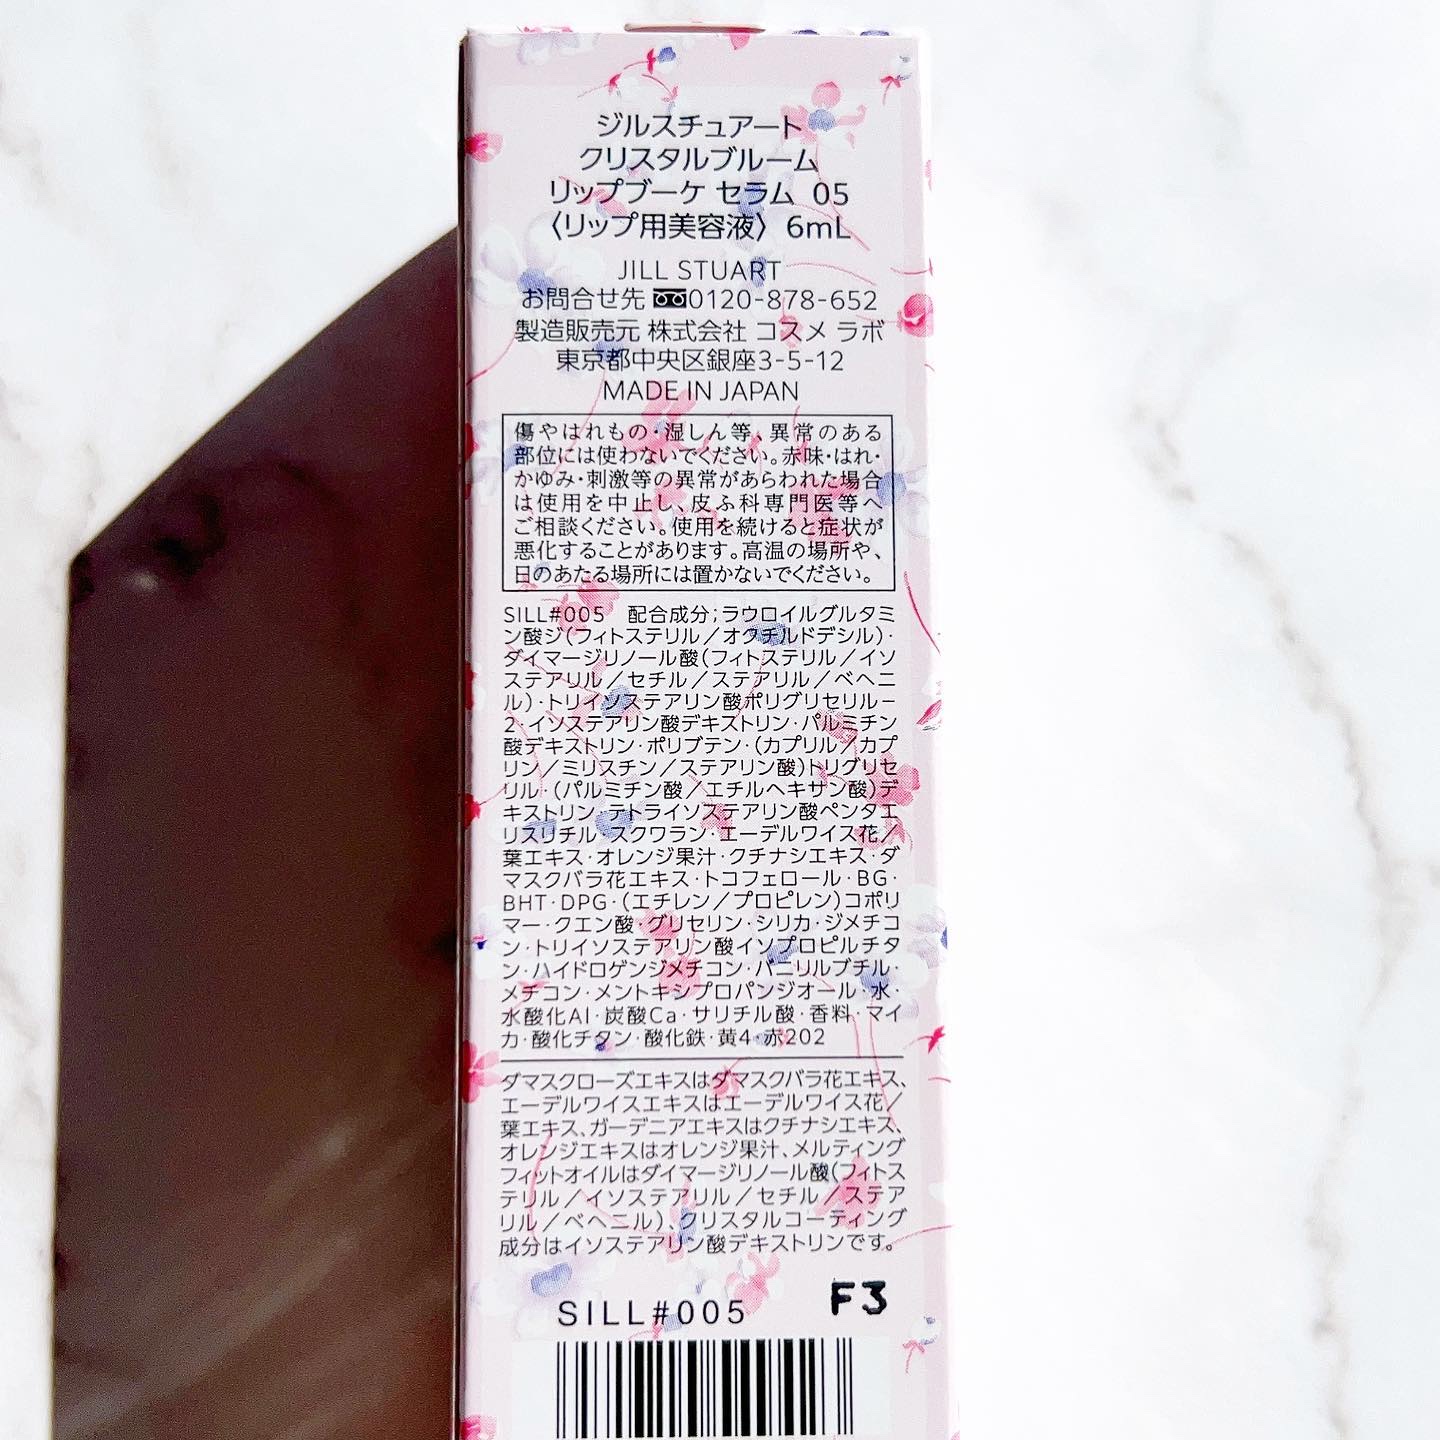 ジルスチュアート
クリスタルブルーム
リップブーケ セラム 05
〈リップ用美容液〉 6mL
JILL STUART
お問合せ先 0120-878-652
製造販売元 株式会社 コスメ ラボ
東京都中央区銀座3-5-12
MADE IN JAPAN
傷やはれもの・湿しん等、異常のある
部位には使わないでください。赤味・はれ・
かゆみ・刺激等の異常があらわれた場合
は使用を中止し、皮ふ科専門医等へ
ご相談ください。使用を続けると症状が
悪化することがあります。高温の場所や、
日のあたる場所には置かないでください。
SILL#005 配合成分;ラウロイルグルタミ
ン酸ジ(フィトステリル/オクチルドデシル)・
ダイマージリノール酸(フィトステリル/イソ
ステアリル/セチル/ステアリル/ベヘニ
ル)・トリイソステアリン酸ポリグリセリル-
2・イソステアリン酸デキストリン・パルミチン
酸デキストリン・ポリブテン・(カプリル/カプ
リン/ミリスチン/ステアリン酸)トリグリセ
リル・(パルミチン酸/エチルヘキサン酸)デ
キストリン・テトライソステアリン酸ペンタエ
リスリチル・スクワラン・エーデルワイス花/
葉エキス・オレンジ果汁・クチナシエキス・ダ
マスクバラ花エキス・トコフェロール・BG・
BHT・DPG・(エチレン/プロピレン)コポリ
マー・クエン酸・グリセリン・シリカ・ジメチコ
ン・トリイソステアリン酸イソプロピルチタ
ン・ハイドロゲンジメチコン・バニリルブチル・
メチコン・メントキシプロパンジオール・水・
水酸化Al・炭酸Ca・サリチル酸・香料・マイ
カ・酸化チタン・酸化鉄・黄4・赤202
ダマスクローズエキスはダマスクバラ花エキス、
エーデルワイスエキスはエーデルワイス花/
葉エキス、ガーデニアエキスはクチナシエキス、
オレンジエキスはオレンジ果汁、メルティング
フィットオイルはダイマージリノール酸(フィトス
テリル/イソステアリル/セチル/ステア
リル/ベヘニル)、クリスタルコーティング
成分はイソステアリン酸デキストリンです。
F3
SILL#005